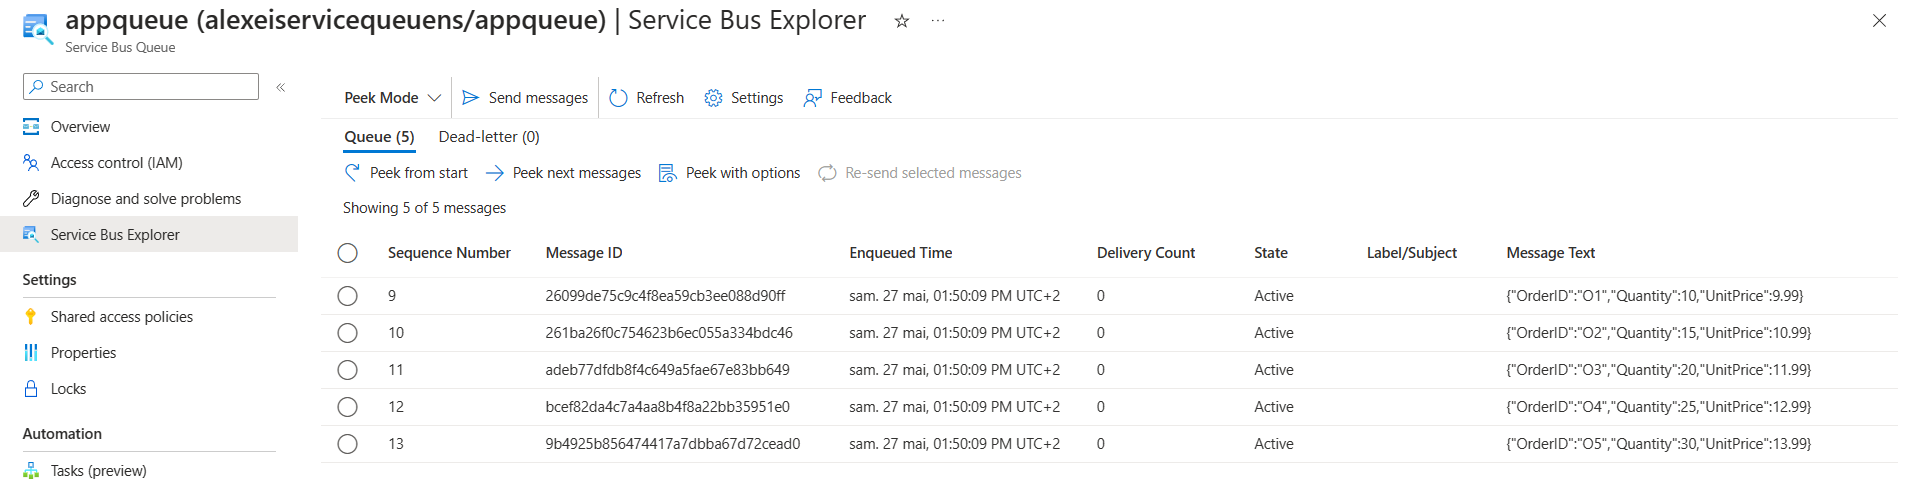 appqueue (alexeiservicequeuens/appqueue) | Service Bus Explorer
Service Bus Queue
Search
Overview
Access control (IAM)
Diagnose and solve problems
Service Bus Explorer
Settings
Shared access policies
Properties
Locks
Automation
Tasks (preview)
Peek Mode Send messages Refresh Settings Feedback
Queue (5) Dead-letter (0)
Peek from start Peek next messages Peek with options Re-send selected messages
Showing 5 of 5 messages
Sequence Number Message ID Enqueued Time Delivery Count State Label/Subject Message Text
9 26099de75c9c4f8ea59cb3ee088d90ff sam. 27 mai, 01:50:09 PM UTC+2 0 Active {"OrderID":"O1","Quantity":10,"UnitPrice":9.99}
10 261ba26f0c754623b6ec055a334bdc46 sam. 27 mai, 01:50:09 PM UTC+2 0 Active {"OrderID":"O2","Quantity":15,"UnitPrice":10.99}
11 adeb77dfdb8f4c649a5fae67e83bb649 sam. 27 mai, 01:50:09 PM UTC+2 0 Active {"OrderID":"O3","Quantity":20,"UnitPrice":11.99}
12 bcef82da4c7a4aa8b4f8a22bb35951e0 sam. 27 mai, 01:50:09 PM UTC+2 0 Active {"OrderID":"O4","Quantity":25,"UnitPrice":12.99}
13 9b4925b856474417a7dbba67d72cead0 sam. 27 mai, 01:50:09 PM UTC+2 0 Active {"OrderID":"O5","Quantity":30,"UnitPrice":13.99}